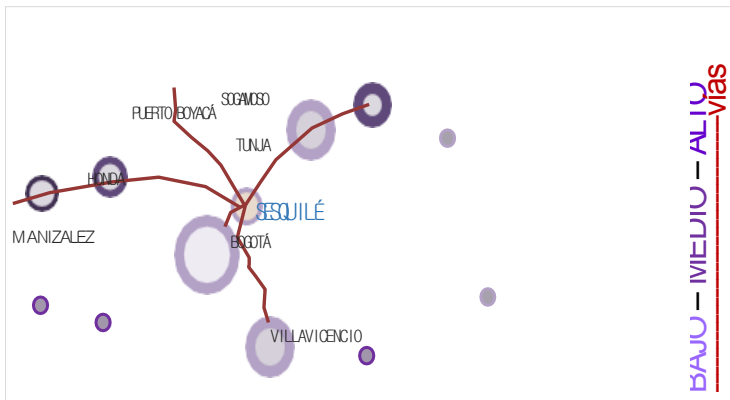 SOGAMOSO
PUERTO BOYACÁ
TUNJA
HONDA
SESQUILÉ
MANIZALEZ
BOGOTÁ
VILLAVICENCIO
BAJO – MEDIO – ALTO
vías